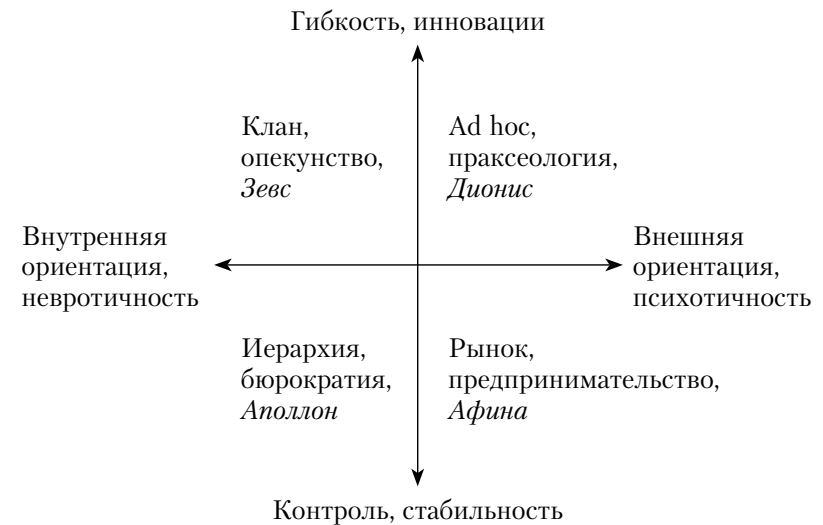 Гибкость, инновации
Клан,
опекунство,
Зевс
Ad hoc,
праксеология,
Дионис
Внутренняя
ориентация,
невротичность
Внешняя
ориентация,
психотичность
Иерархия,
бюрократия,
Аполлон
Рынок,
предпринимательство,
Афина
Контроль, стабильность